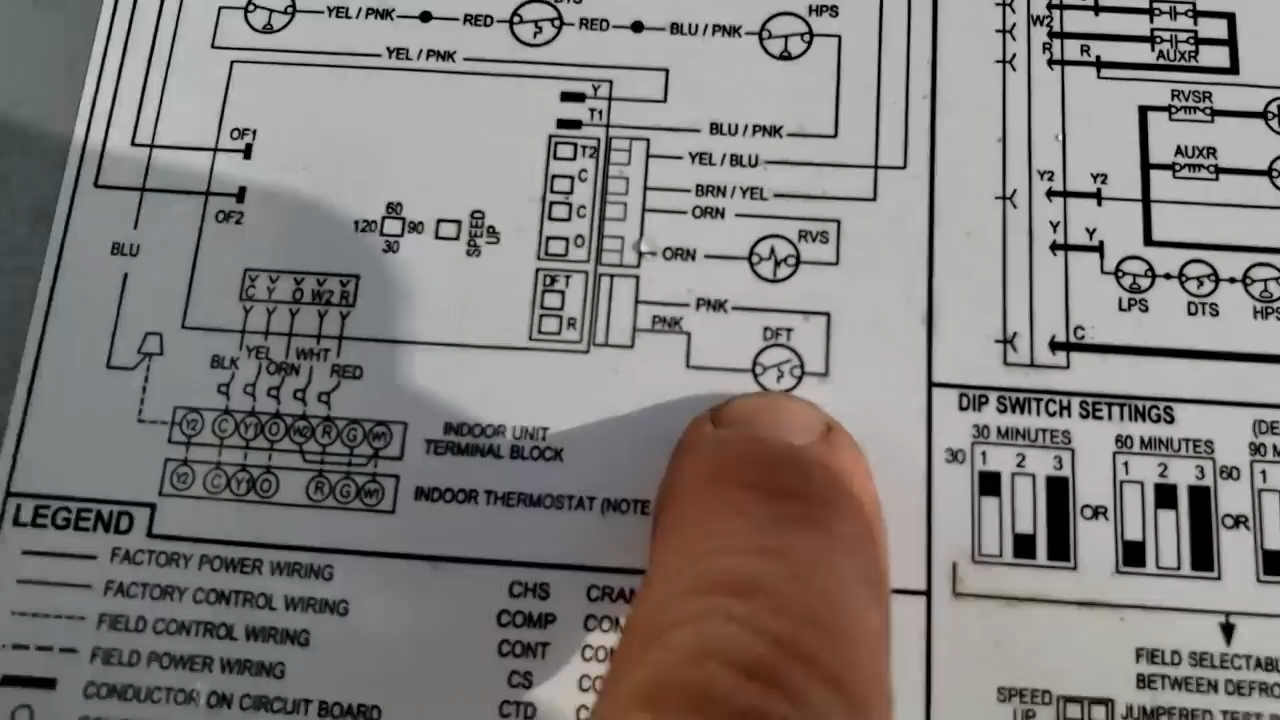 YEL / PNK RED DTS RED BLU / PNK HPS
YEL / PNK
Y
T1
BLU / PNK
T2 YEL / BLU
C BRN / YEL
C ORN
O ORN RVS
OF1
OF2
60
120 90
30
SPEED UP
BLU
DFT PNK
R PNK
DFT
C Y O W2 R
BLK YEL ORN WHT RED
Y2 C Y1 O W2 R G W1
INDOOR UNIT
TERMINAL BLOCK
Y2 C Y1 O R G W1
INDOOR THERMOSTAT (NOTE
LEGEND
FACTORY POWER WIRING
FACTORY CONTROL WIRING
FIELD CONTROL WIRING
FIELD POWER WIRING
CONDUCTOR ON CIRCUIT BOARD
CHS
COMP
CONT
CS
CTD
W2
AUXR
R R
RVSR
AUXR
Y2 Y2
Y Y
LPS DTS HPS
C
DIP SWITCH SETTINGS
30 MINUTES 60 MINUTES 90 M
30 1 2 3 OR 1 2 3 60 OR 1
FIELD SELECTABL
BETWEEN DEFRO
SPEED UP JUMPERED TEST